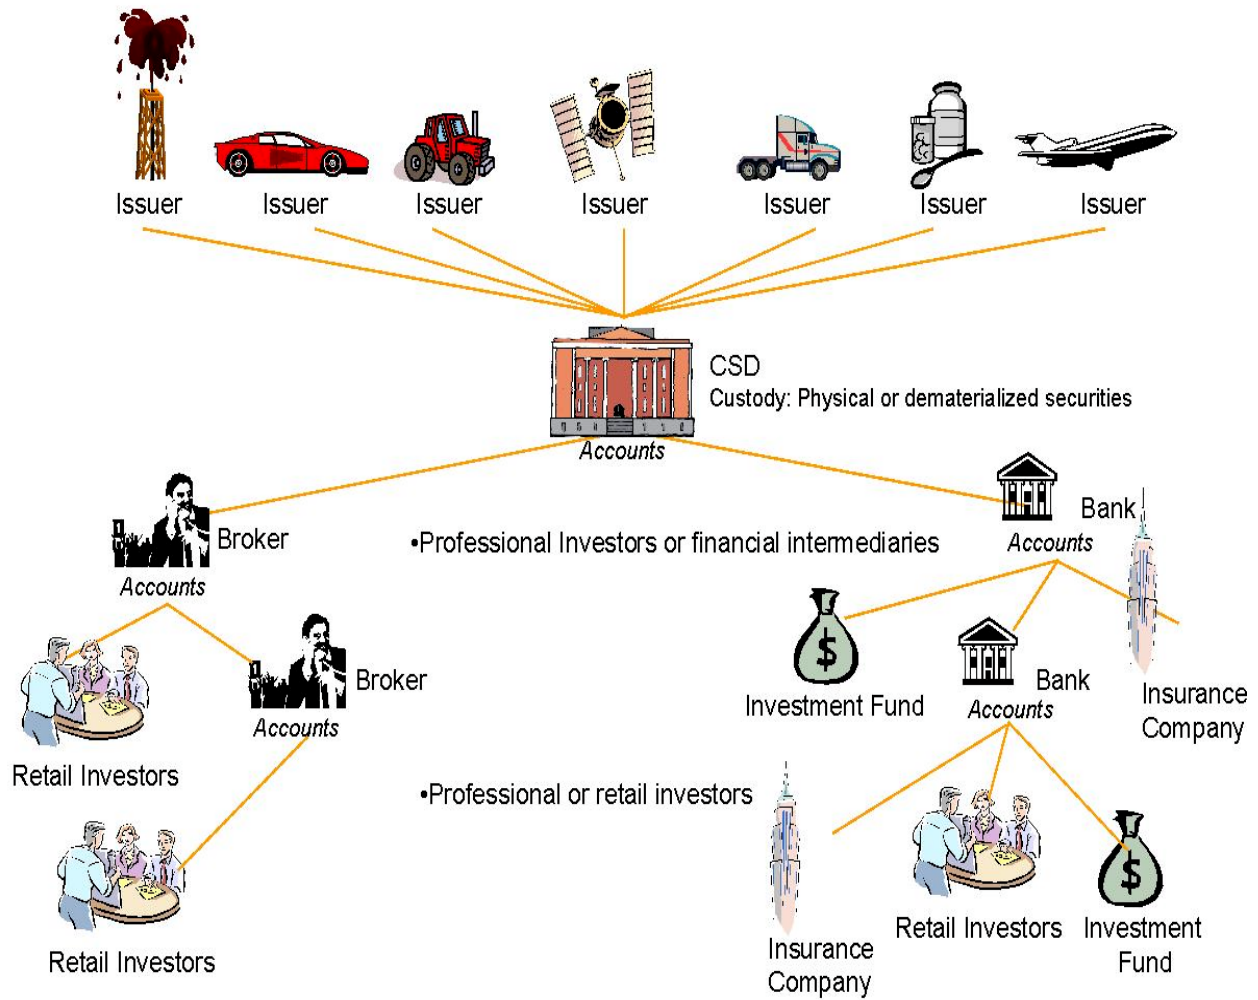 Issuer
Issuer
Issuer
Issuer
Issuer
Issuer
Issuer
CSD
Custody: Physical or dematerialized securities
Accounts
Broker
•Professional Investors or financial intermediaries
Bank
Accounts
Accounts
Broker
Accounts
Investment Fund
Bank
Accounts
Insurance
Company
Retail Investors
•Professional or retail investors
Retail Investors
Insurance
Company
Retail Investors
Investment
Fund